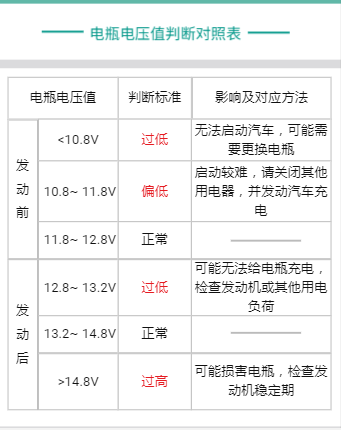 电瓶电压值判断对照表
电瓶电压值 判断标准 影响及对应方法
发动前
<10.8V 过低 无法启动汽车，可能需
要更换电瓶
10.8~ 11.8V 偏低 启动较难，请关闭其他
用电器，并发动汽车充
电
11.8~ 12.8V 正常
发动后
12.8~ 13.2V 过低 可能无法给电瓶充电，
检查发动机或其他用电
负荷
13.2~ 14.8V 正常
>14.8V 过高 可能损害电瓶，检查发
动机稳定期